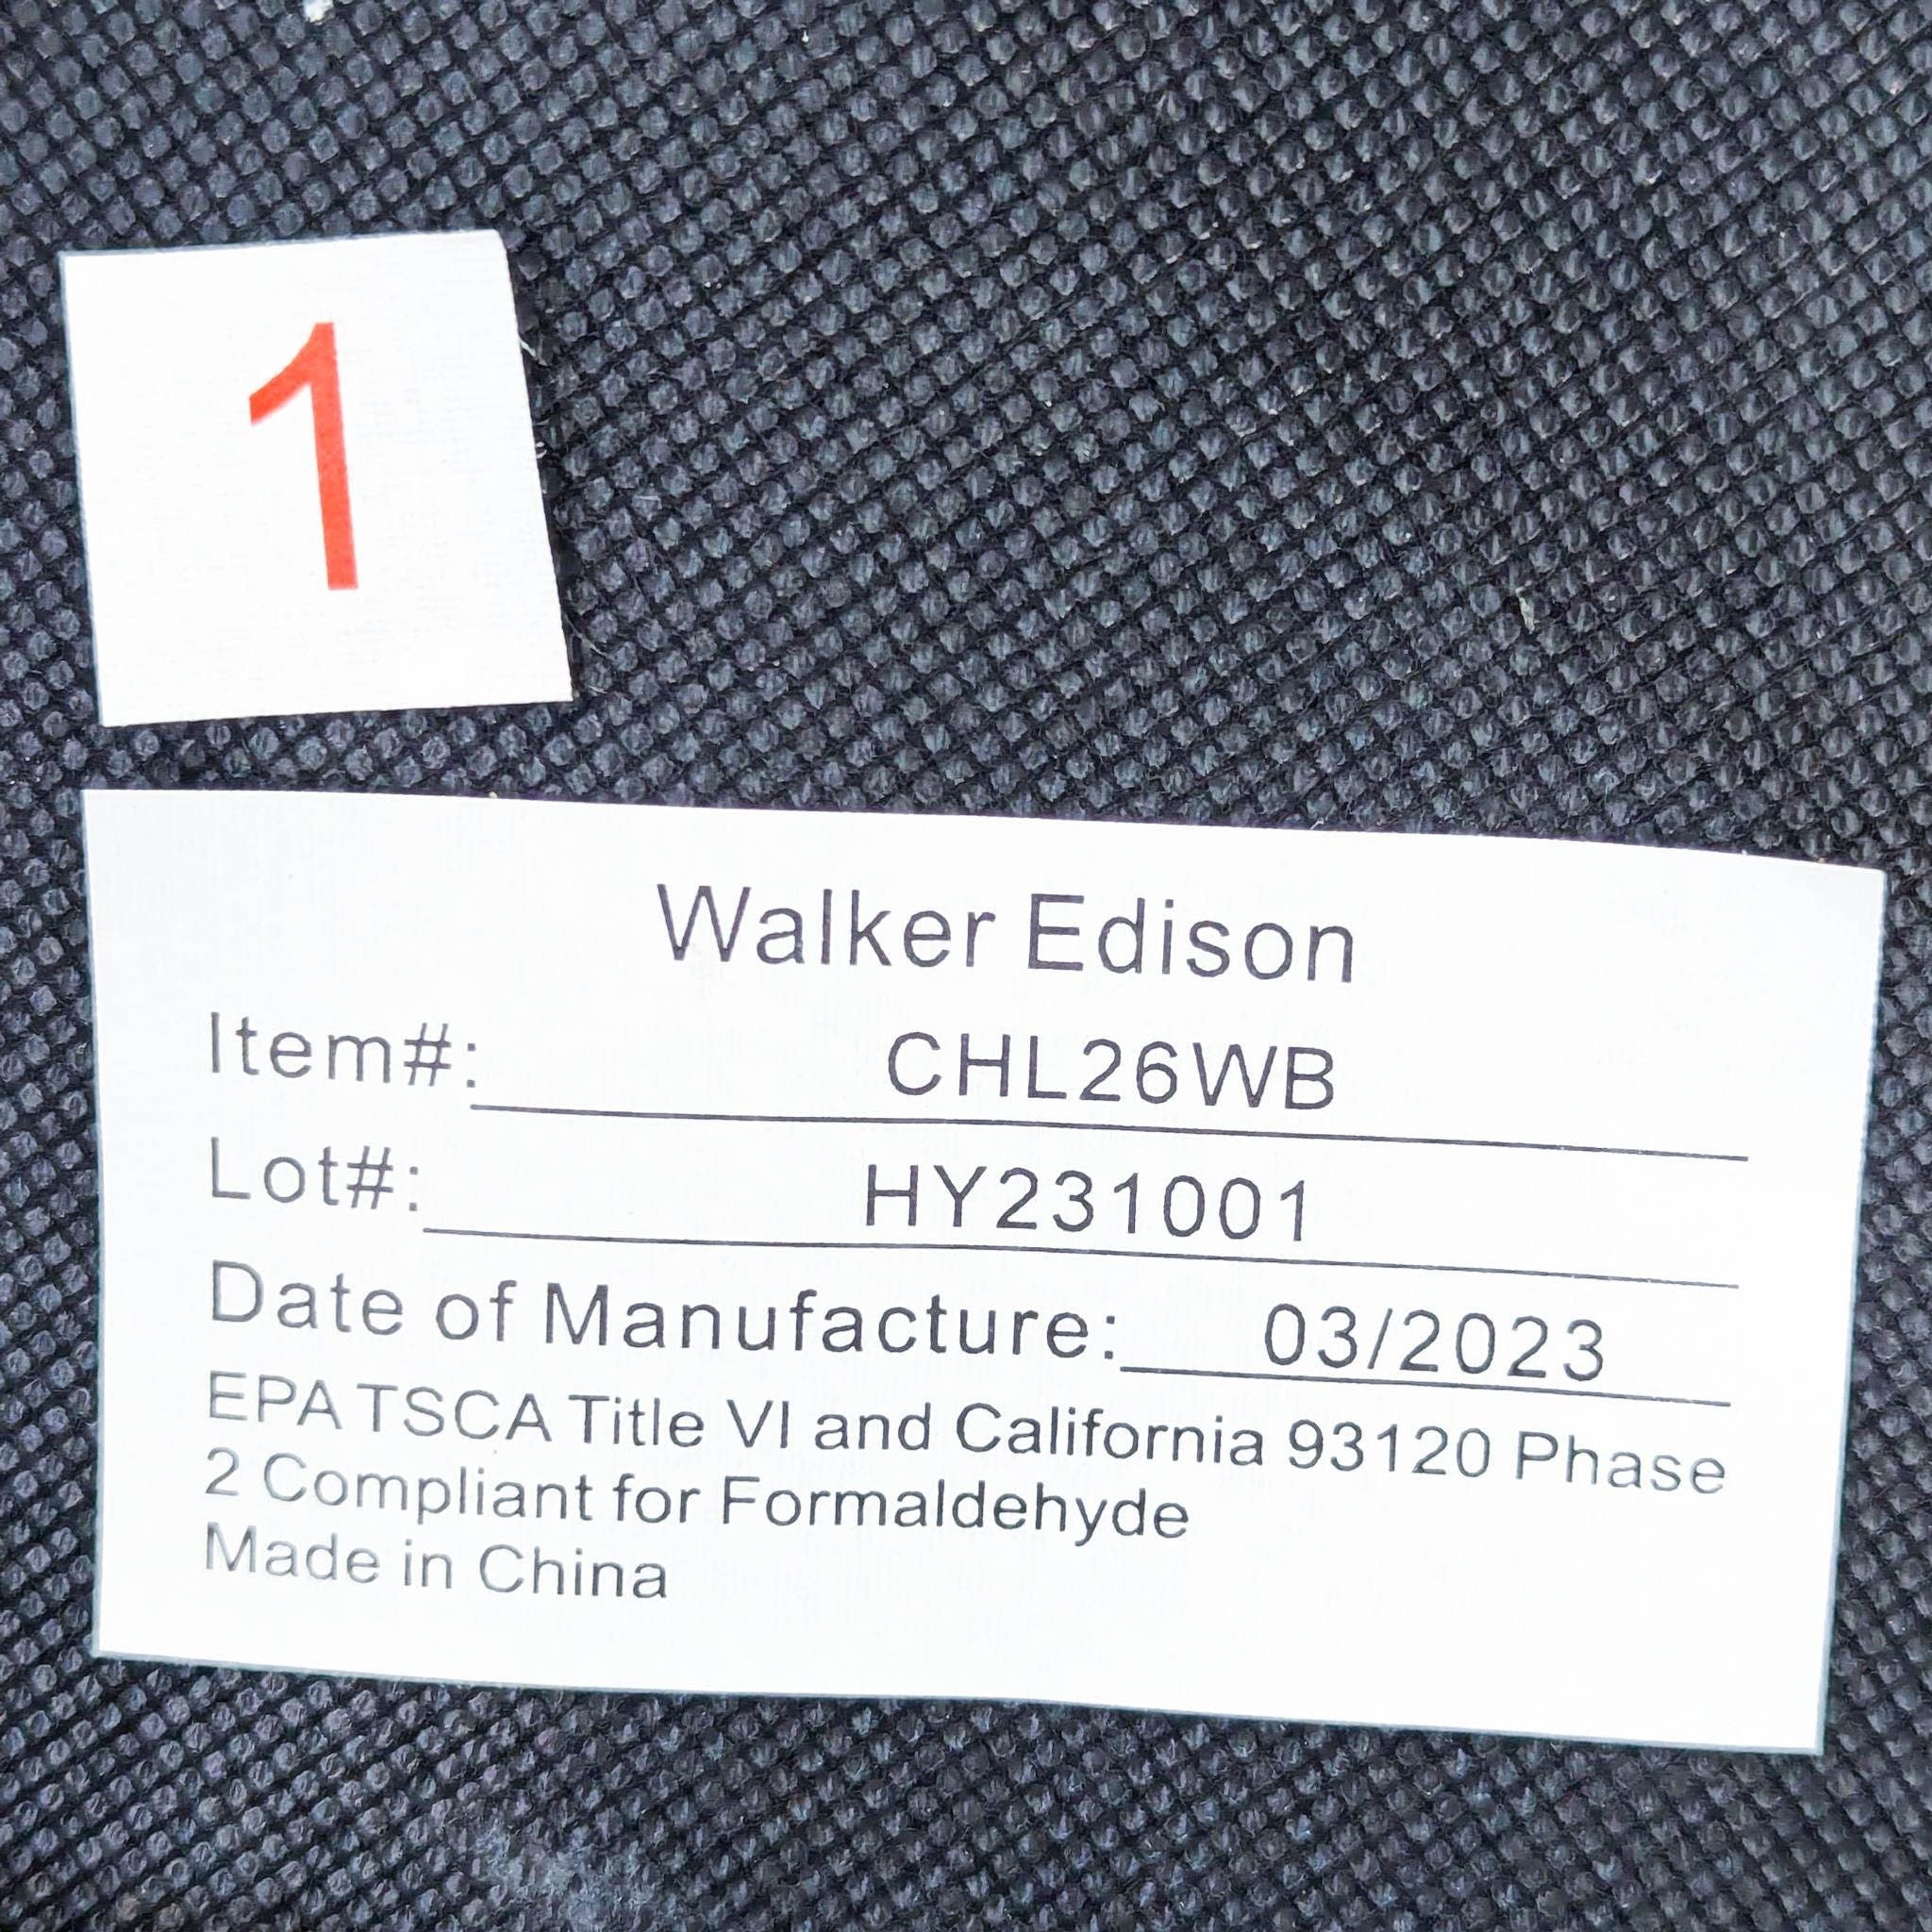 1
Walker Edison
Item#: CHL26WB
Lot#: HY231001
Date of Manufacture: 03/2023
EPA TSCA Title VI and California 93120 Phase
2 Compliant for Formaldehyde
Made in China